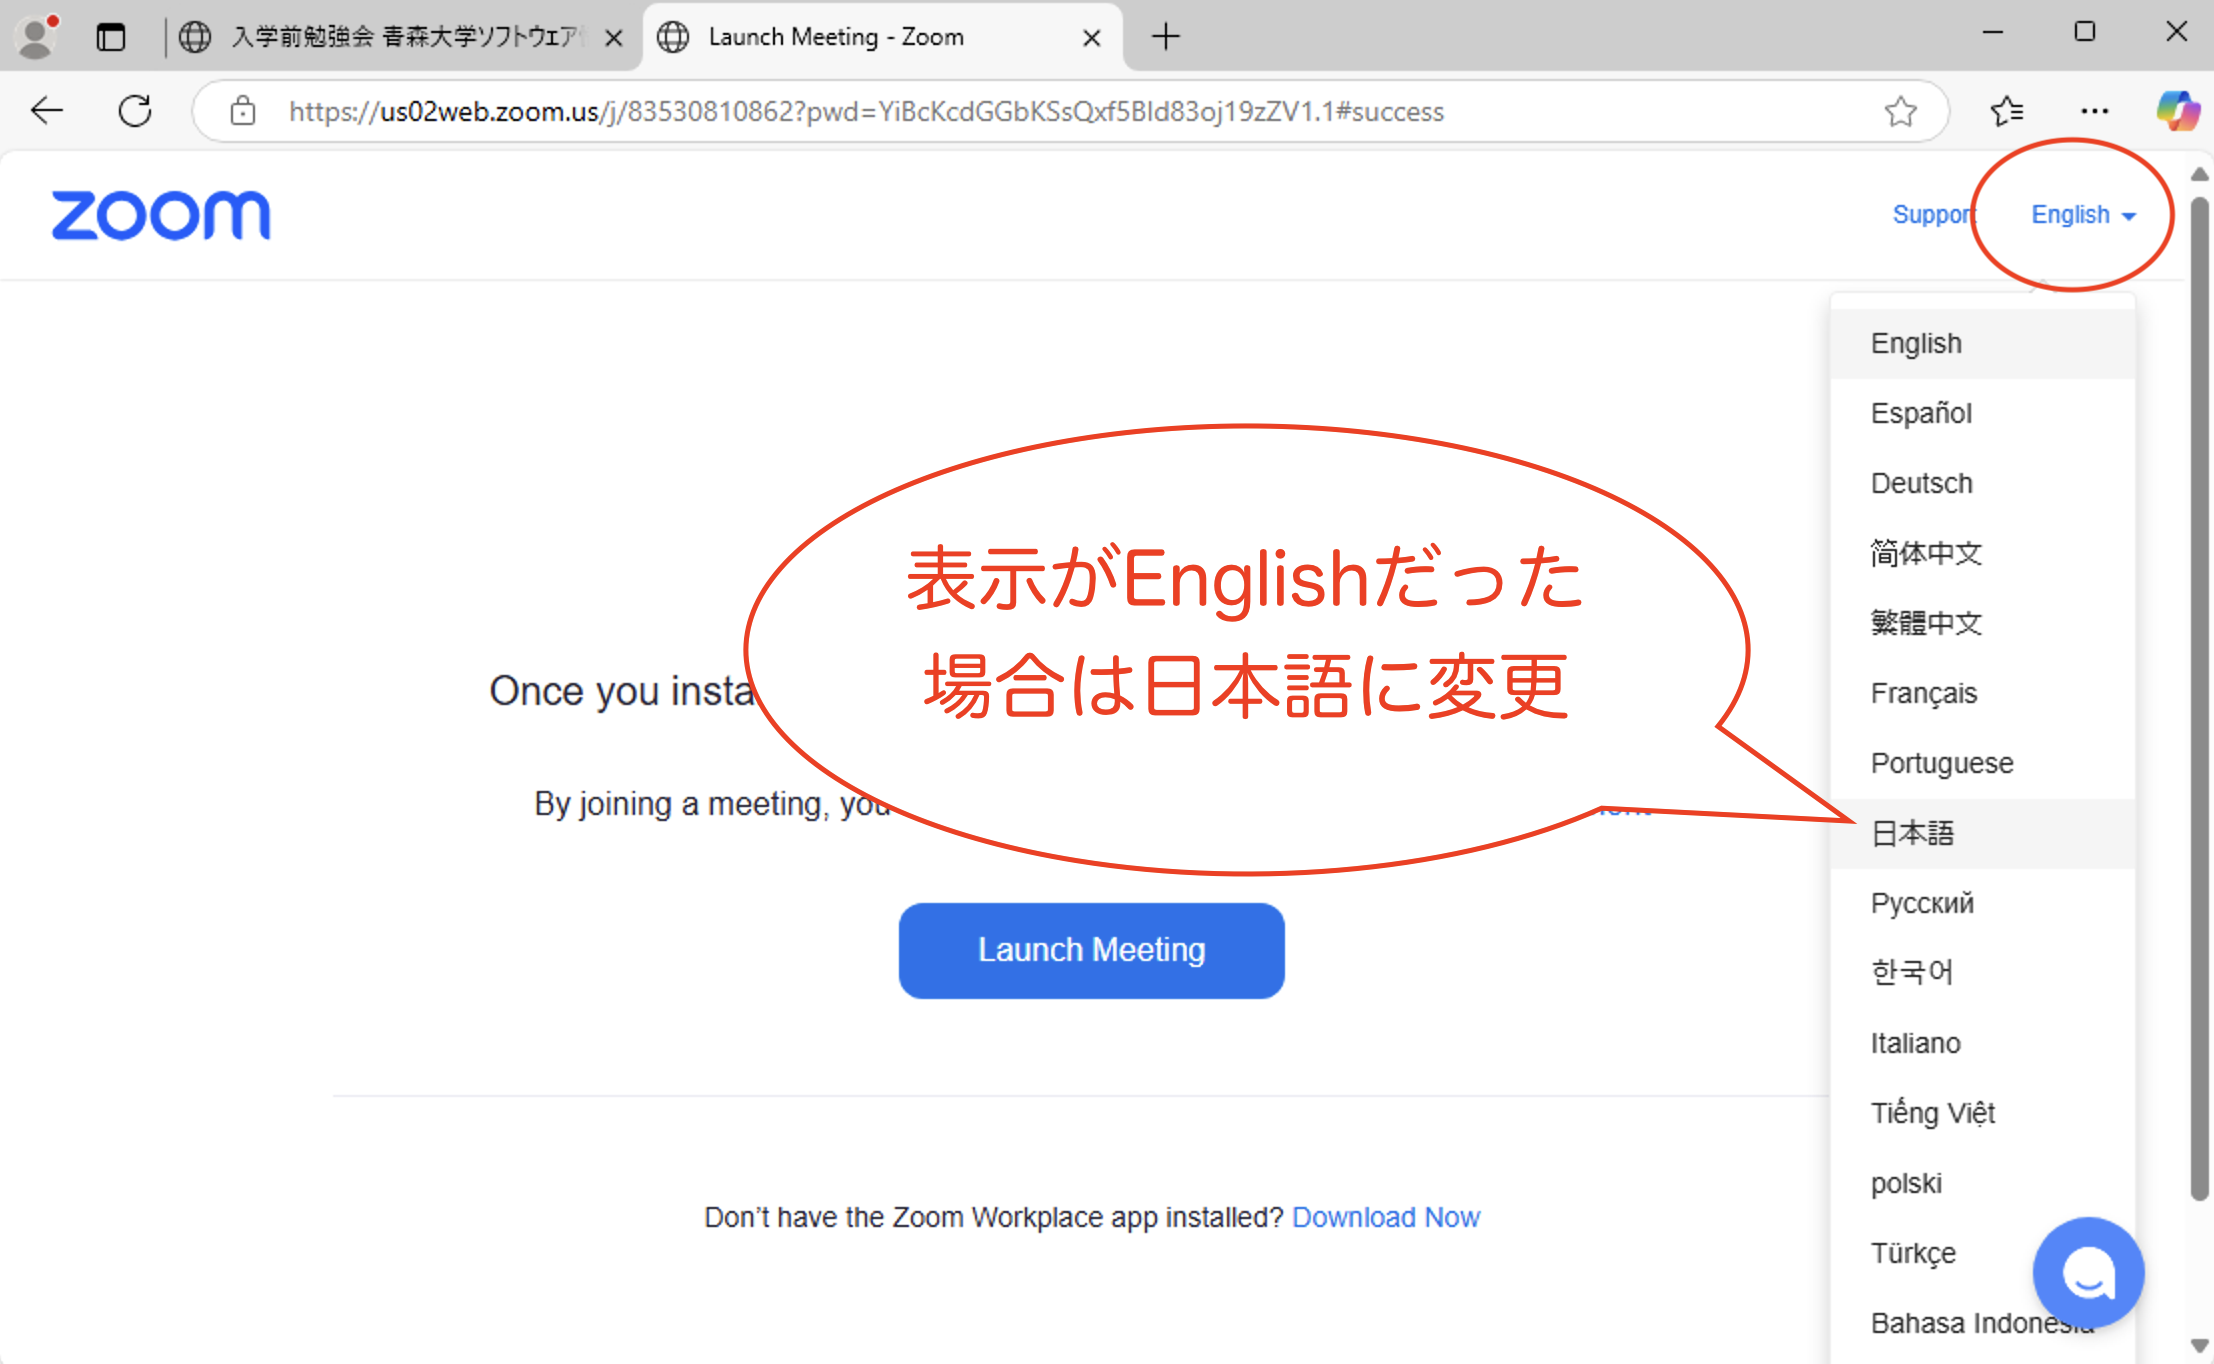 入学前勉強会 青森大学ソフトウェア
Launch Meeting - Zoom
https://us02web.zoom.us/j/83530810862?pwd=YiBcKcdGGbKSsQxf5Bld83oj19zZV1.1#success
zoom
Support
English
English
Español
Deutsch
简体中文
繁體中文
Français
Portuguese
日本語
Русский
한국어
Italiano
Tiếng Việt
polski
Türkçe
Bahasa Indonesia
表示がEnglishだった
場合は日本語に変更
Once you insta
By joining a meeting, you
Launch Meeting
Don't have the Zoom Workplace app installed? Download Now